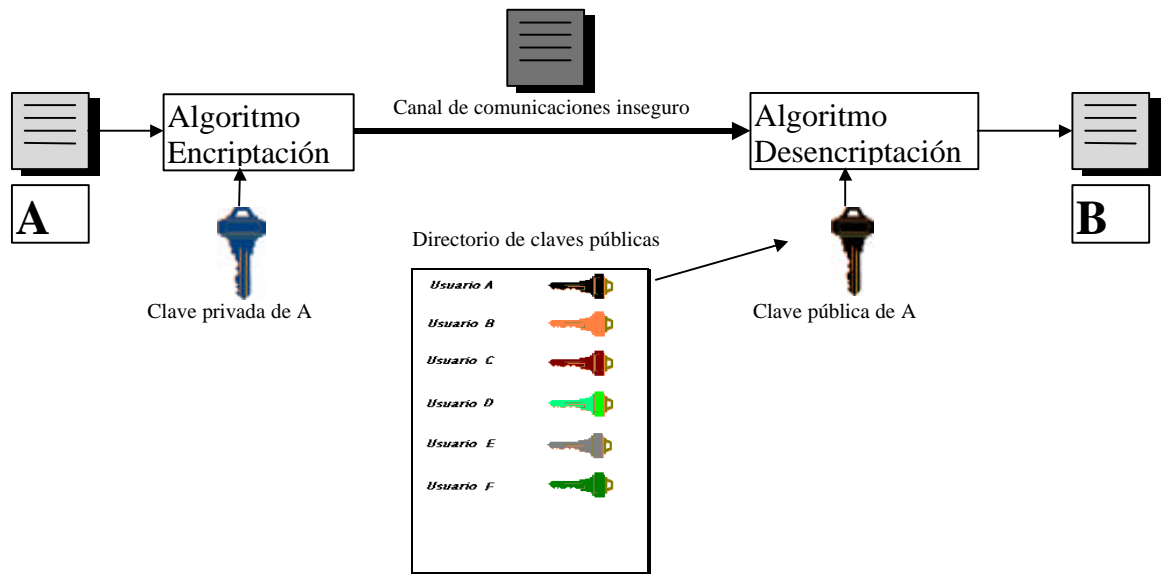 Canal de comunicaciones inseguro
Algoritmo
Encriptación
Algoritmo
Desencriptación
A
B
Clave privada de A
Directorio de claves públicas
Clave pública de A
Usuario A
Usuario B
Usuario C
Usuario D
Usuario E
Usuario F